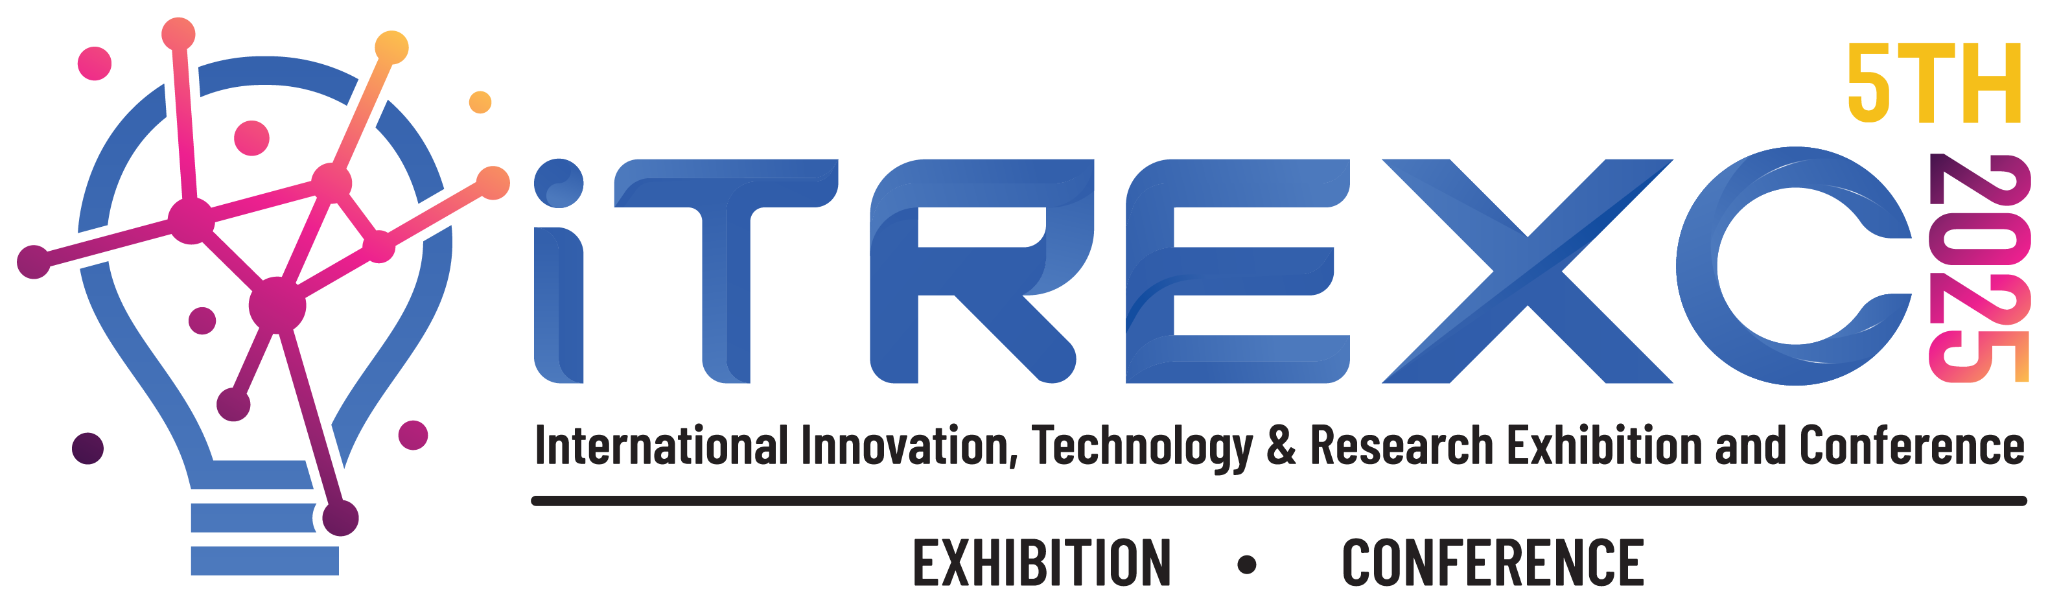 5TH
iTREXC
2025
International Innovation, Technology & Research Exhibition and Conference
EXHIBITION • CONFERENCE